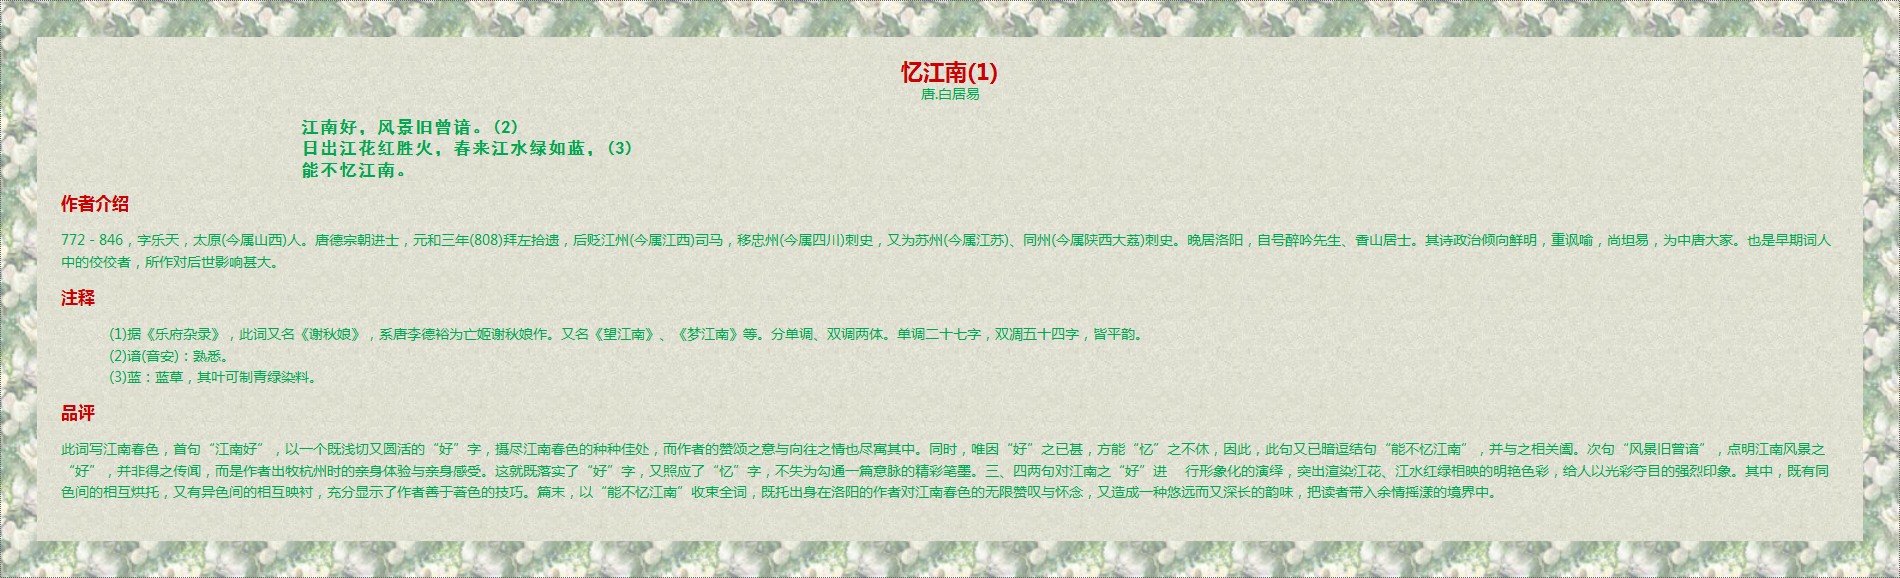 忆江南(1)
唐.白居易
江南好，风景旧曾谙。(2)
日出江花红胜火，春来江水绿如蓝，(3)
能不忆江南。
作者介绍
772－846，字乐天，太原(今属山西)人。唐德宗朝进士，元和三年(808)拜左拾遗，后贬江州(今属江西)司马，移忠州(今属四川)刺史，又为苏州(今属江苏)、同州(今属陕西大荔)刺史。晚居洛阳，自号醉吟先生、香山居士。其诗政治倾向鲜明，重讽喻，尚坦易，为中唐大家。也是早期词人
中的佼佼者，所作对后世影响甚大。
注释
(1)据《乐府杂录》，此词又名《谢秋娘》，系唐李德裕为亡姬谢秋娘作。又名《望江南》、《梦江南》等。分单调、双调两体。单调二十七字，双凋五十四字，皆平韵。
(2)谙(音安)：熟悉。
(3)蓝：蓝草，其叶可制青绿染料。
品评
此词写江南春色，首句“江南好”，以一个既浅切又圆活的“好”字，摄尽江南春色的种种佳处，而作者的赞颂之意与向往之情也尽寓其中。同时，唯因“好”之已甚，方能“忆”之不休，因此，此句又已暗逗结句“能不忆江南”，并与之相关阖。次句“风景旧曾谙”，点明江南风景之
“好”，并非得之传闻，而是作者出牧杭州时的亲身体验与亲身感受。这就既落实了“好”字，又照应了“忆”字，不失为勾通一篇意脉的精彩笔墨。三、四两句对江南之“好”进　行形象化的演绎，突出渲染江花、江水红绿相映的明艳色彩，给人以光彩夺目的强烈印象。其中，既有同
色间的相互烘托，又有异色间的相互映衬，充分显示了作者善于著色的技巧。篇末，以“能不忆江南”收束全词，既托出身在洛阳的作者对江南春色的无限赞叹与怀念，又造成一种悠远而又深长的韵味，把读者带入余情摇漾的境界中。